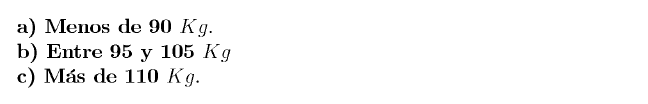 a) Menos de 90 Kg.
b) Entre 95 y 105 Kg
c) Más de 110 Kg.